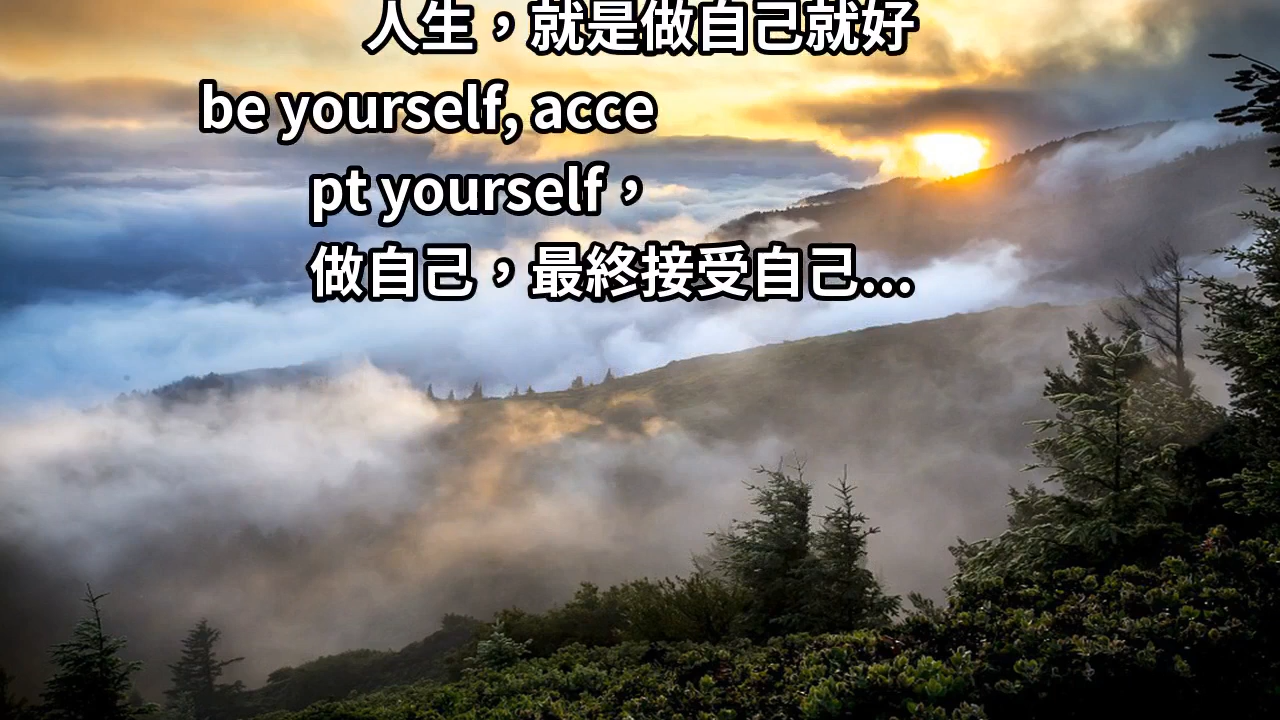 人生，就是做自己就好
be yourself, acce
pt yourself，
做自己，最終接受自己...